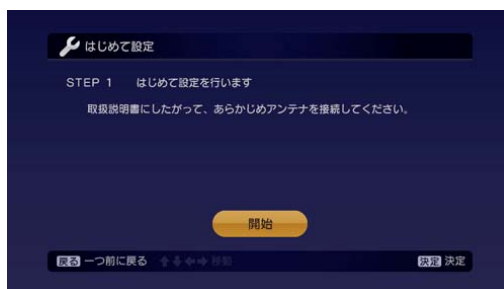 はじめて設定
STEP 1 はじめて設定を行います
取扱説明書にしたがって、あらかじめアンテナを接続してください。
開始
戻る 一つ前に戻る 移動 決定 決定